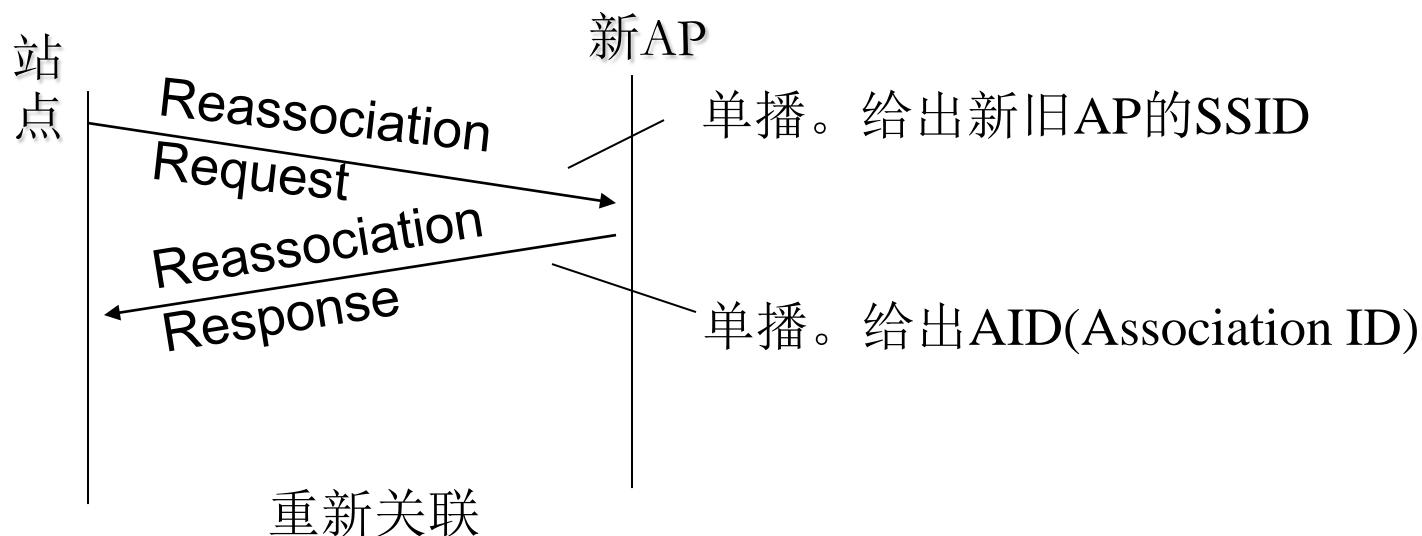 站
点
新AP
Reassociation
Request
单播。给出新旧AP的SSID
Reassociation
Response
单播。给出AID(Association ID)
重新关联